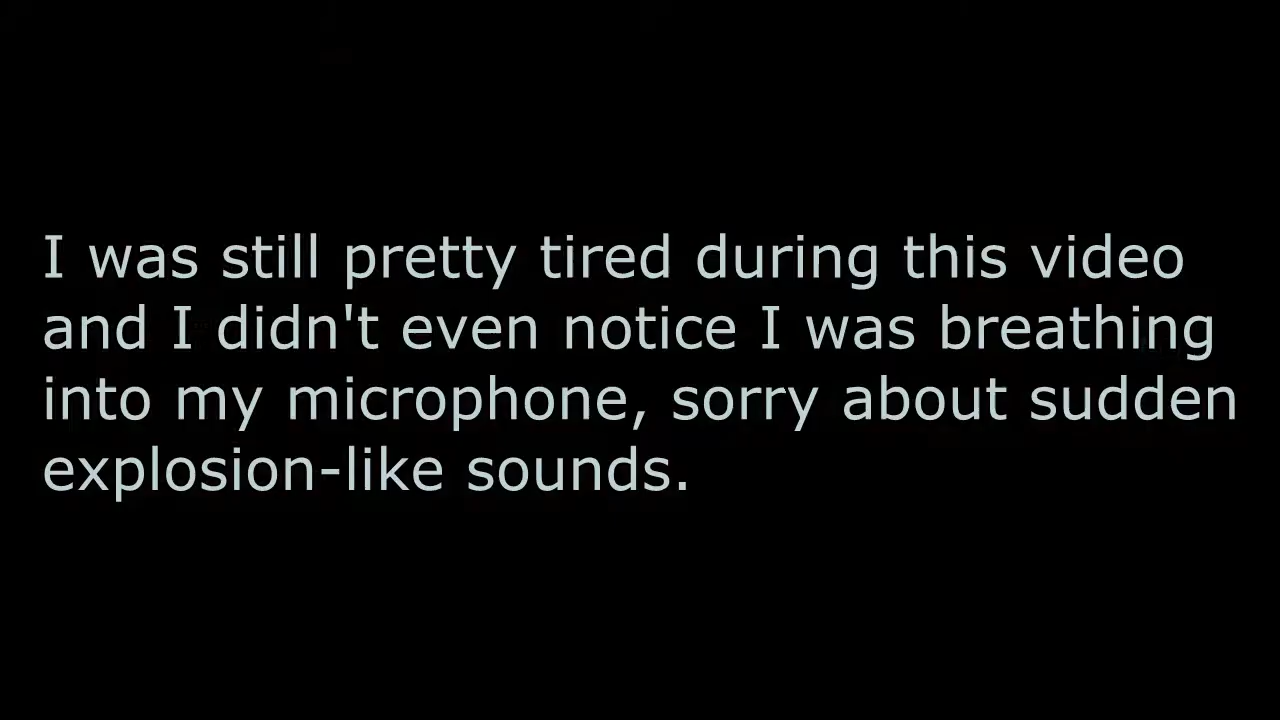 I was still pretty tired during this video
and I didn't even notice I was breathing
into my microphone, sorry about sudden
explosion-like sounds.